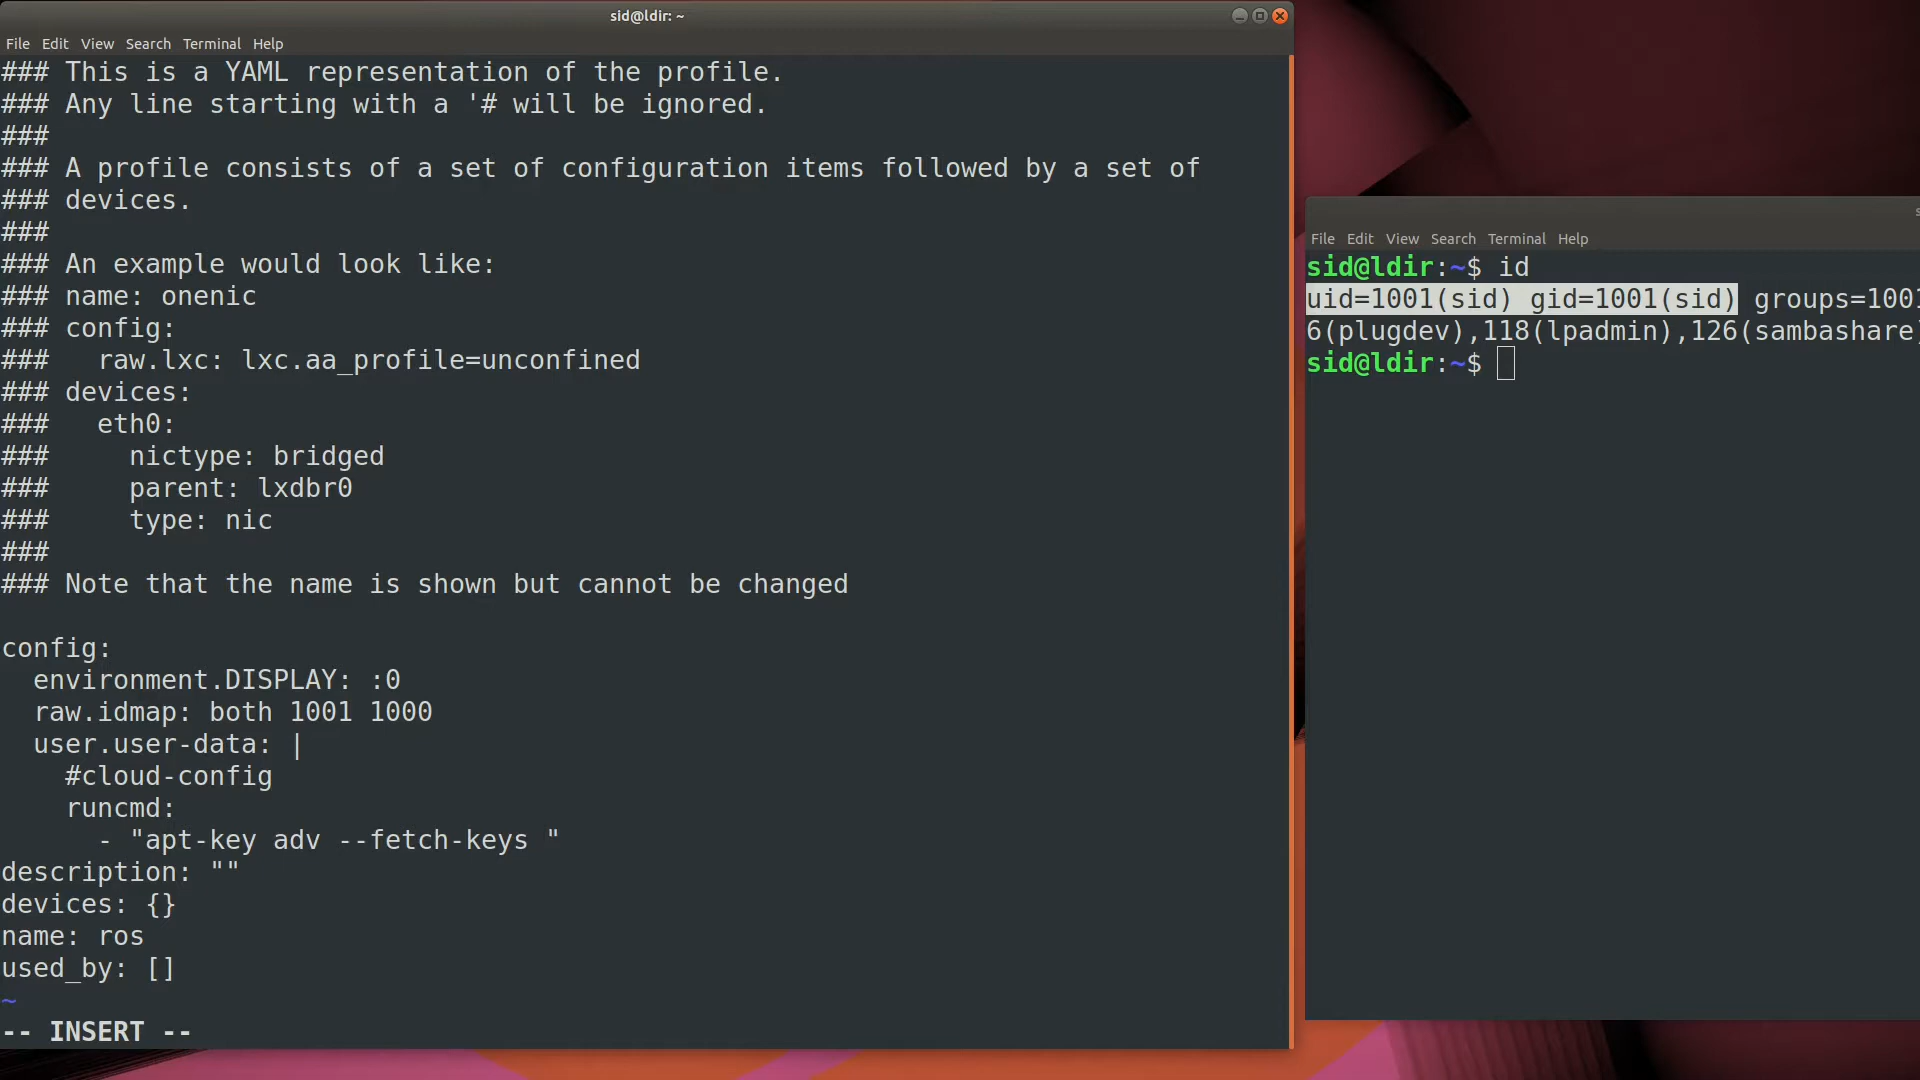 sid@ldir: ~
File Edit View Search Terminal Help
### This is a YAML representation of the profile.
### Any line starting with a '# will be ignored.
###
### A profile consists of a set of configuration items followed by a set of
### devices.
###
### An example would look like:
### name: onenic
### config:
###   raw.lxc: lxc.aa_profile=unconfined
### devices:
###   eth0:
###     nictype: bridged
###     parent: lxdbr0
###     type: nic
###
### Note that the name is shown but cannot be changed

config:
  environment.DISPLAY: :0
  raw.idmap: both 1001 1000
  user.user-data: |
    #cloud-config
    runcmd:
      - "apt-key adv --fetch-keys "
description: ""
devices: {}
name: ros
used_by: []
~
-- INSERT --
s
File Edit View Search Terminal Help
sid@ldir:~$ id
uid=1001(sid) gid=1001(sid) groups=1001
6(plugdev),118(lpadmin),126(sambashare)
sid@ldir:~$